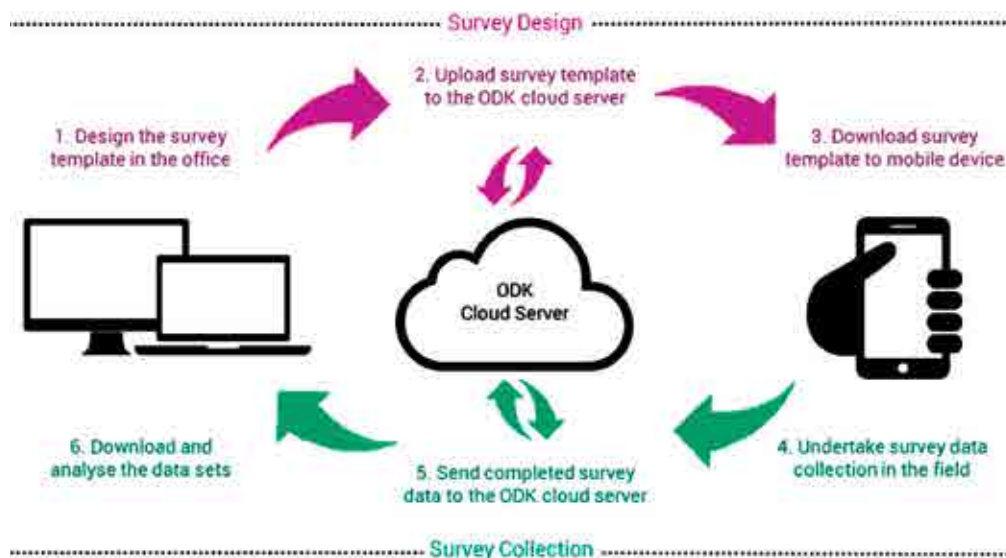 Survey Design
1. Design the survey
template in the office
2. Upload survey template
to the ODK cloud server
3. Download survey
template to mobile device
ODK
Cloud Server
4. Undertake survey data
collection in the field
5. Send completed survey
data to the ODK cloud server
6. Download and
analyse the data sets
Survey Collection